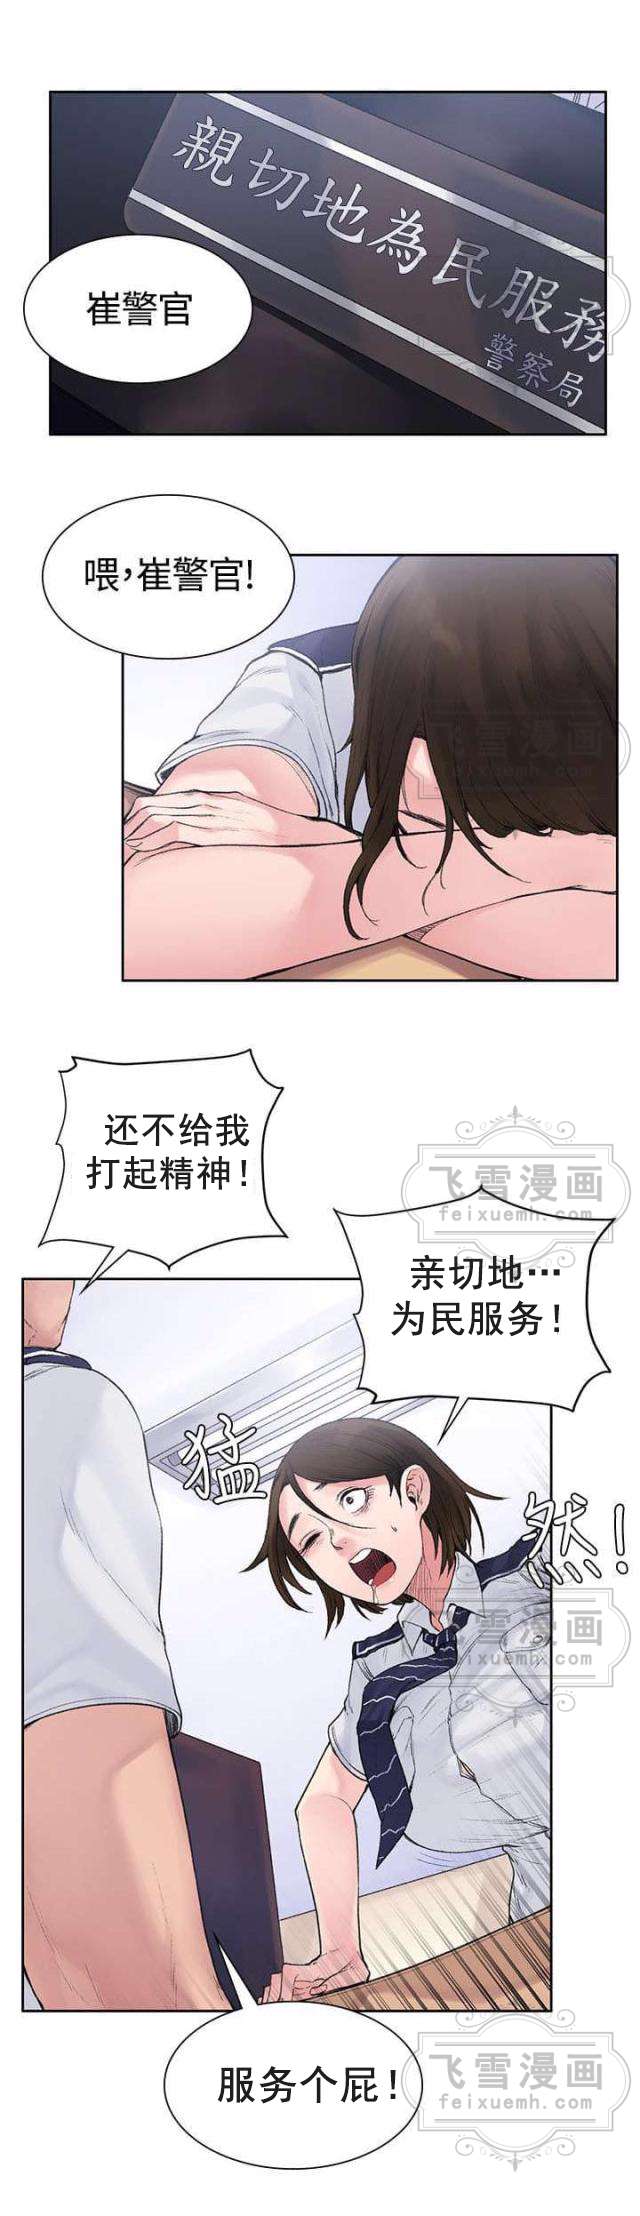 親切地為民服務
警察局
崔警官
喂,崔警官!
飞雪漫画
feixuemh.com
还不给我
打起精神!
飞雪漫画
feixuemh.com
亲切地…
为民服务!
猛
然!
飞雪漫画
feixuemh.com
服务个屁!
飞雪漫画
feixuemh.com